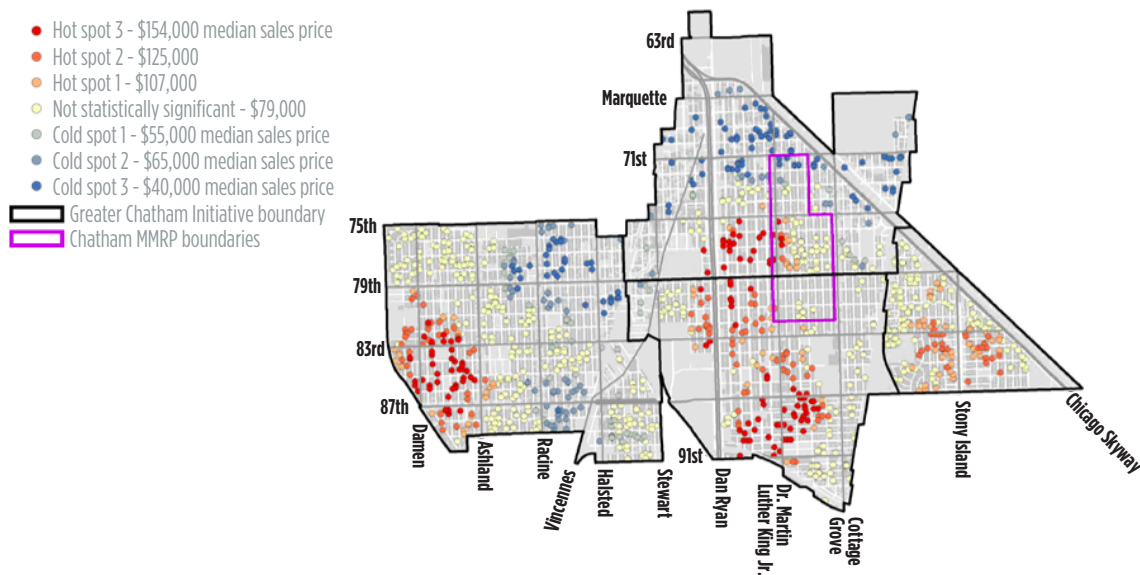 Hot spot 3 - $154,000 median sales price
Hot spot 2 - $125,000
Hot spot 1 - $107,000
Not statistically significant - $79,000
Cold spot 1 - $55,000 median sales price
Cold spot 2 - $65,000 median sales price
Cold spot 3 - $40,000 median sales price
Greater Chatham Initiative boundary
Chatham MMRP boundaries
63rd
Marquette
71st
75th
79th
83rd
87th
91st
Damen
Ashland
Racine
Vincennes
Halsted
Stewart
Dan Ryan
Dr. Martin
Luther King Jr.
Cottage
Grove
Stony Island
Chicago Skyway